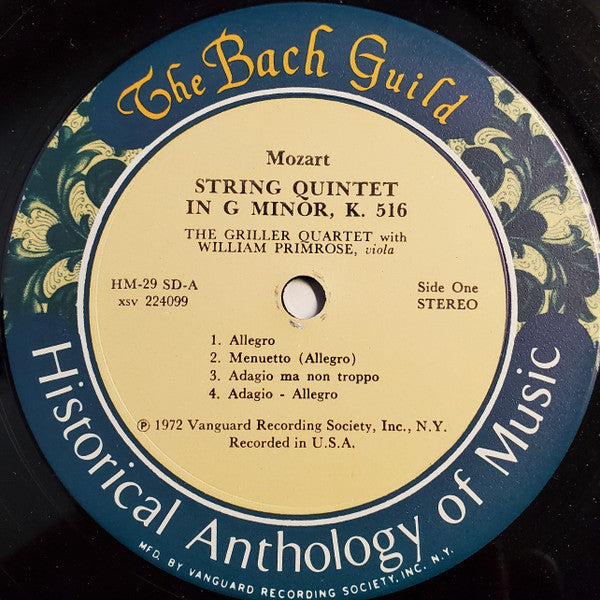 The Bach Guild
Mozart
STRING QUINTET
IN G MINOR, K. 516
THE GRILLER QUARTET with
WILLIAM PRIMROSE, viola
HM-29 SD-A
xsv 224099
Side One
STEREO
1. Allegro
2. Menuetto (Allegro)
3. Adagio ma non troppo
4. Adagio - Allegro
℗ 1972 Vanguard Recording Society, Inc., N.Y.
Recorded in U.S.A.
Historical Anthology of Music
MFD. BY VANGUARD RECORDING SOCIETY, INC. N.Y.